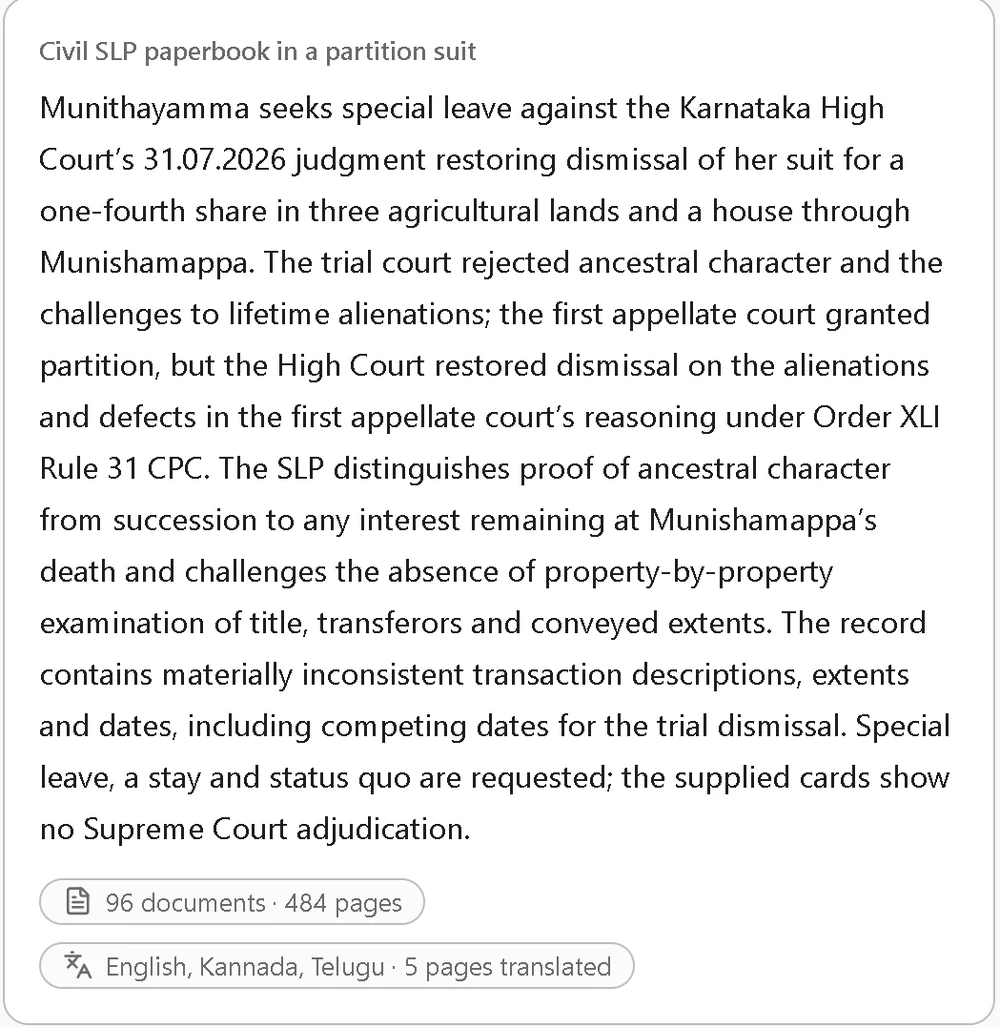 Civil SLP paperbook in a partition suit
Munithayamma seeks special leave against the Karnataka High
Court’s 31.07.2026 judgment restoring dismissal of her suit for a
one-fourth share in three agricultural lands and a house through
Munishamappa. The trial court rejected ancestral character and the
challenges to lifetime alienations; the first appellate court granted
partition, but the High Court restored dismissal on the alienations
and defects in the first appellate court’s reasoning under Order XLI
Rule 31 CPC. The SLP distinguishes proof of ancestral character
from succession to any interest remaining at Munishamappa’s
death and challenges the absence of property-by-property
examination of title, transferors and conveyed extents. The record
contains materially inconsistent transaction descriptions, extents
and dates, including competing dates for the trial dismissal. Special
leave, a stay and status quo are requested; the supplied cards show
no Supreme Court adjudication.
96 documents · 484 pages
English, Kannada, Telugu · 5 pages translated